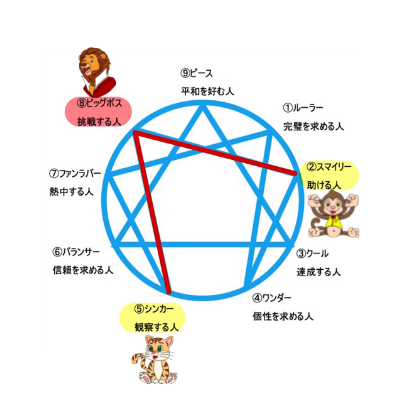 ⑨ピース
平和を好む人
①ルーラー
完璧を求める人
②スマイリー
助ける人
③クール
達成する人
④ワンダー
個性を求める人
⑤シンカー
観察する人
⑥バランサー
信頼を求める人
⑦ファンラバー
熱中する人
⑧ビッグボス
挑戦する人